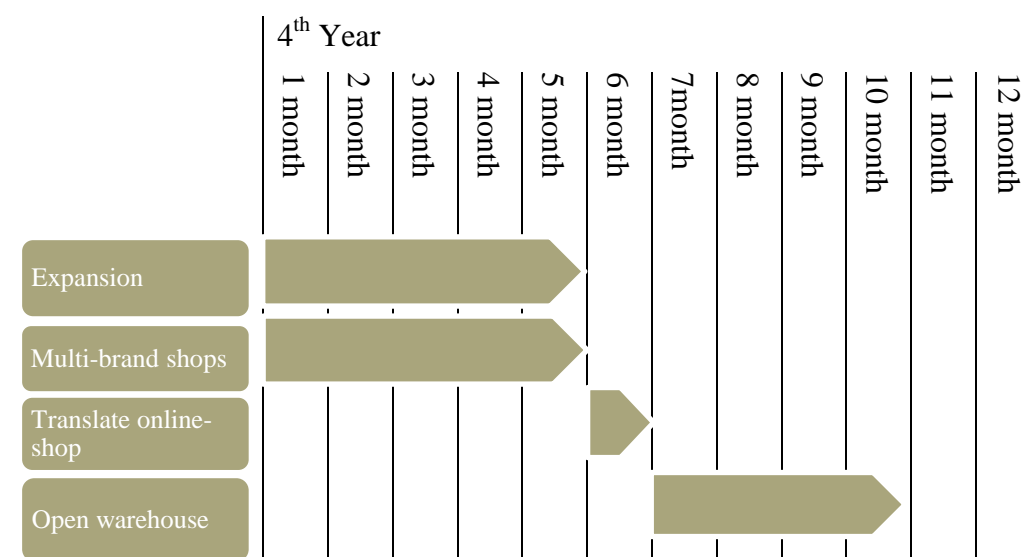 4th Year
1 month
2 month
3 month
4 month
5 month
6 month
7month
8 month
9 month
10 month
11 month
12 month
Expansion
Multi-brand shops
Translate online-
shop
Open warehouse